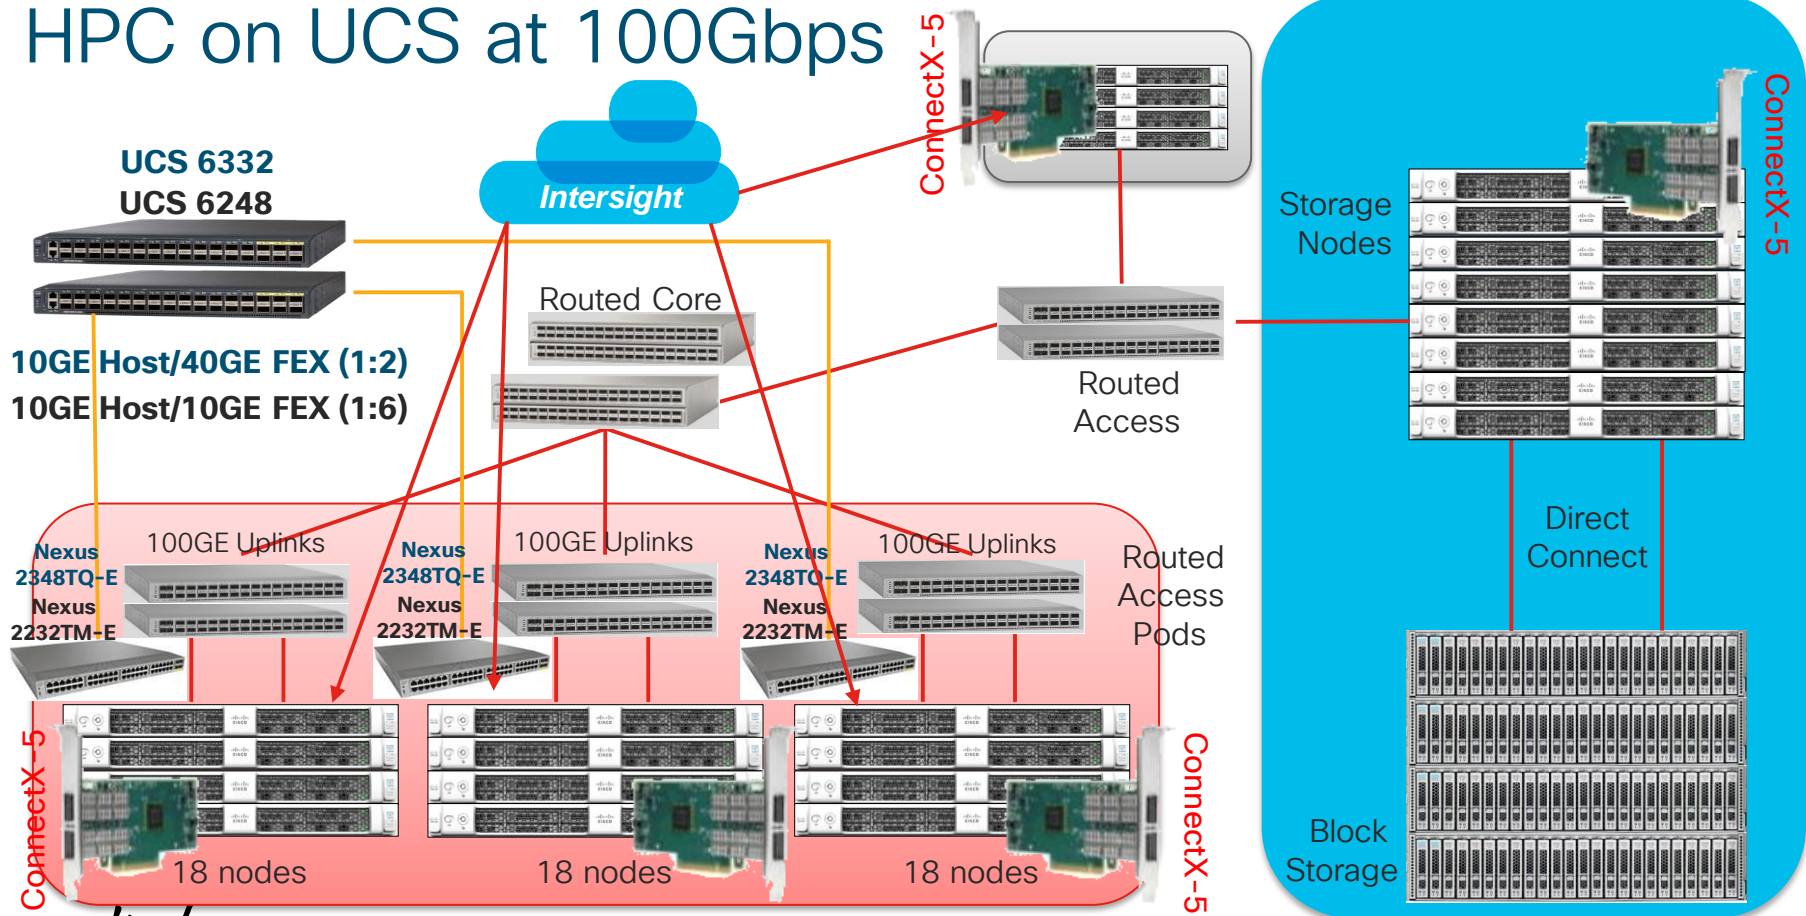 HPC on UCS at 100Gbps
ConnectX-5
ConnectX-5
UCS 6332
UCS 6248
Intersight
Storage
Nodes
Routed Core
10GE Host/40GE FEX (1:2)
10GE Host/10GE FEX (1:6)
Routed
Access
Direct
Connect
Nexus
2348TQ-E
Nexus
2232TM-E
100GE Uplinks
Nexus
2348TQ-E
Nexus
2232TM-E
100GE Uplinks
Nexus
2348TQ-E
Nexus
2232TM-E
100GE Uplinks
Routed
Access
Pods
ConnectX-5
18 nodes
18 nodes
18 nodes
ConnectX-5
Block
Storage